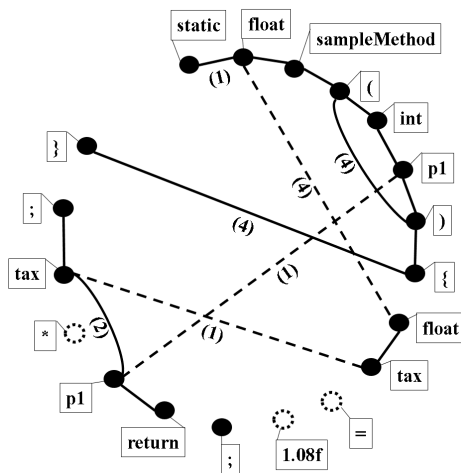 static
float
sampleMethod
(
int
p1
)
{
float
tax
=
1.08f
;
return
p1
*
tax
;
}
(1)
(4)
(4)
(4)
(1)
(1)
(2)